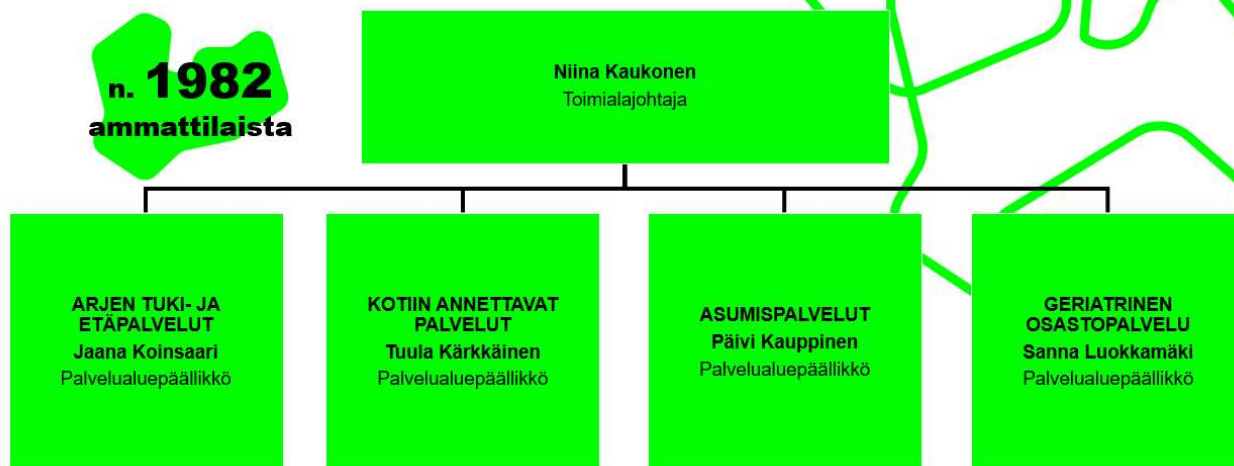 n. 1982
ammattilaista
Niina Kaukonen
Toimialajohtaja
ARJEN TUKI- JA
ETÄPALVELUT
Jaana Koinsaari
Palvelualuepäällikkö
KOTIIN ANNETTAVAT
PALVELUT
Tuula Kärkkäinen
Palvelualuepäällikkö
ASUMISPALVELUT
Päivi Kauppinen
Palvelualuepäällikkö
GERIATRINEN
OSASTOPALVELU
Sanna Luokkamäki
Palvelualuepäällikkö